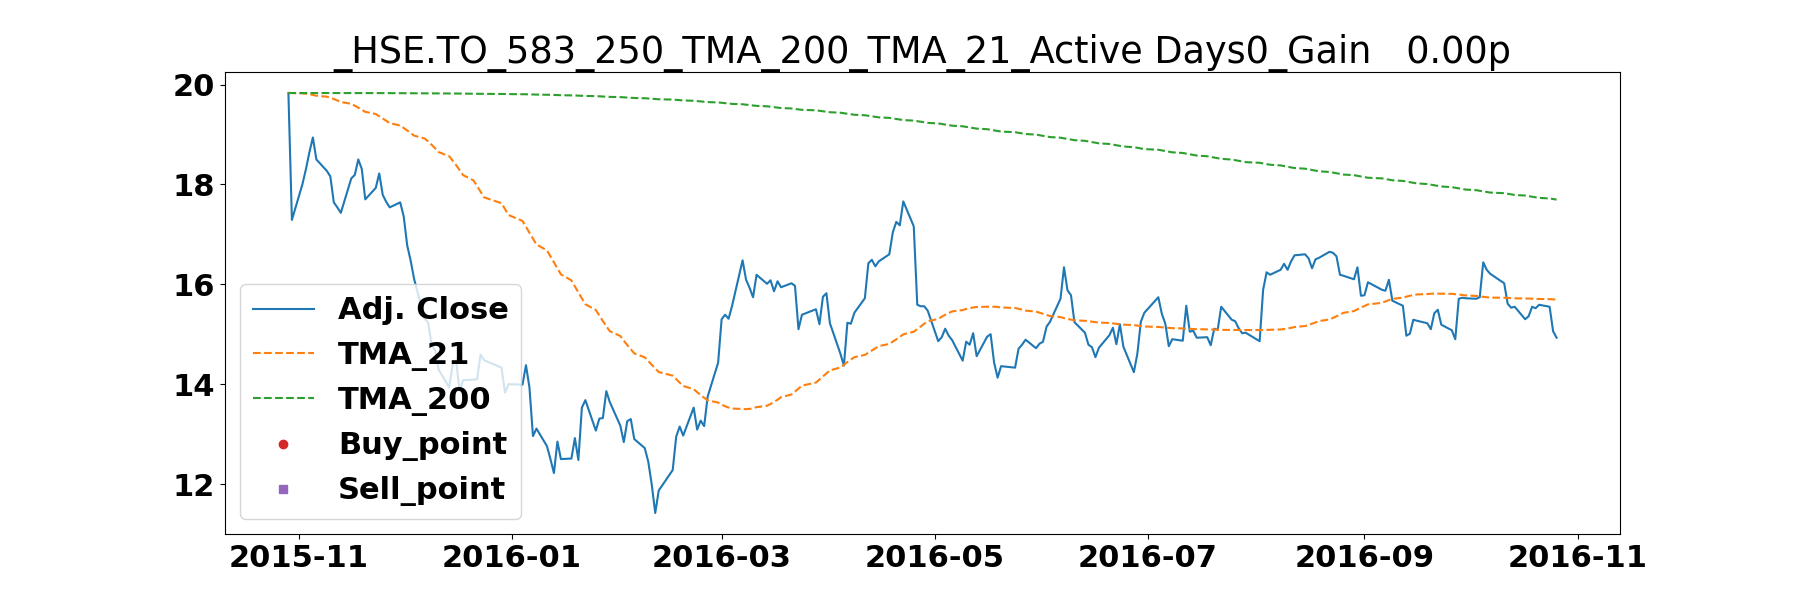 _HSE.TO_583_250_TMA_200_TMA_21_Active Days0_Gain   0.00p
20
18
16
14
12
Adj. Close
TMA_21
TMA_200
Buy_point
Sell_point
2015-11 2016-01 2016-03 2016-05 2016-07 2016-09 2016-11